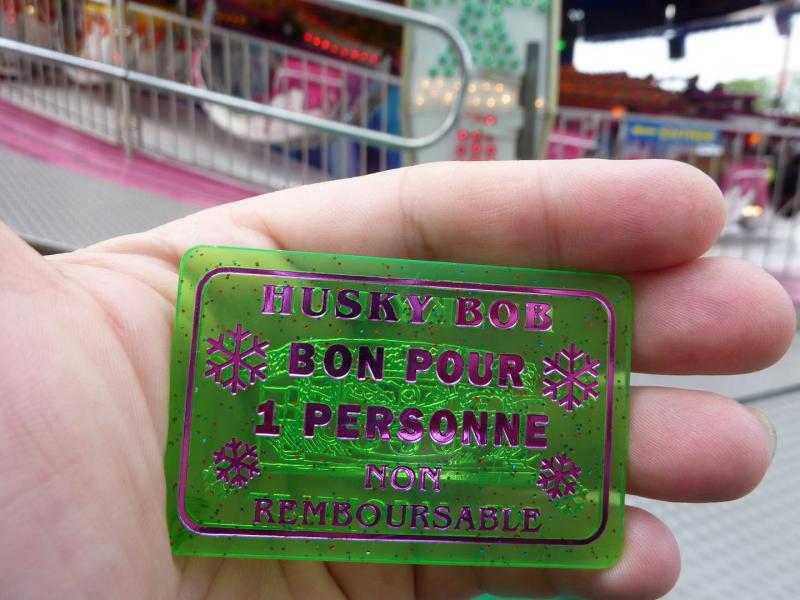 HUSKY BOB
BON POUR
1 PERSONNE
NON
REMBOURSABLE